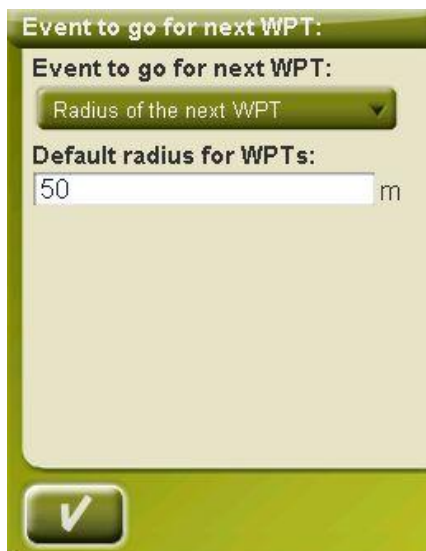 Event to go for next WPT:
Event to go for next WPT:
Radius of the next WPT
Default radius for WPTs:
50 m